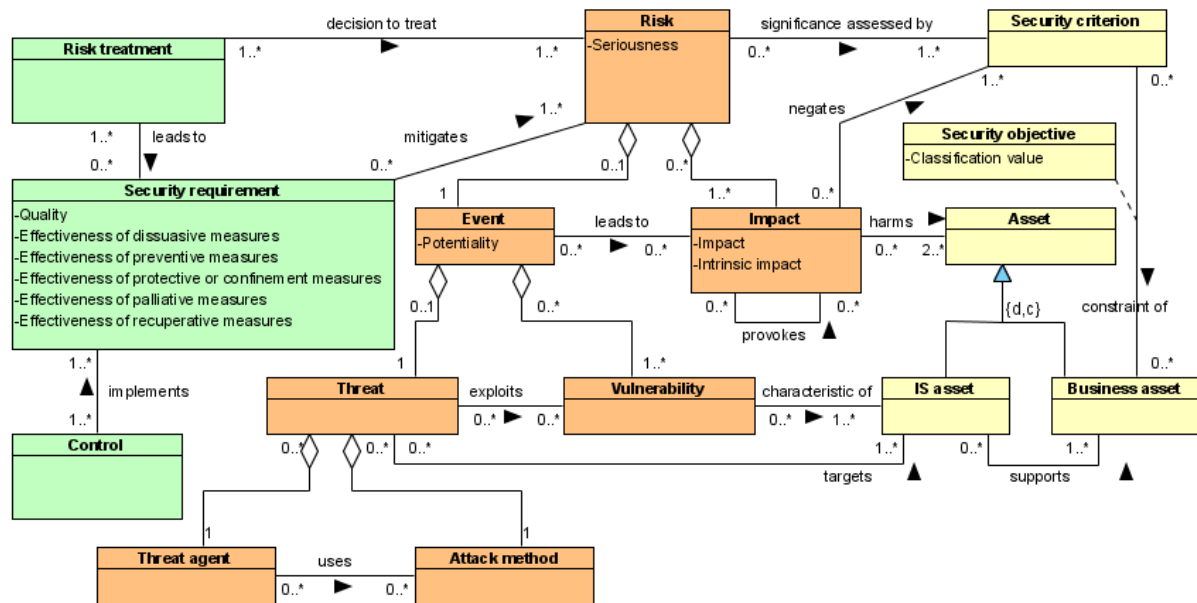 decision to treat
Risk
significance assessed by
Security criterion
Risk treatment
1..*
1..*
-Seriousness
0..*
1..*
1..*
0..*
1..*
leads to
0..*
mitigates
1..*
0..*
negates
Security objective
-Classification value
0..1
0..*
1
1..*
0..*
Security requirement
-Quality
-Effectiveness of dissuasive measures
-Effectiveness of preventive measures
-Effectiveness of protective or confinement measures
-Effectiveness of palliative measures
-Effectiveness of recuperative measures
Event
-Potentiality
leads to
0..*
0..*
Impact
-Impact
-Intrinsic impact
harms
0..*
2..*
Asset
0..1
0..*
0..*
0..*
provokes
{d,c}
constraint of
1..*
implements
1..*
1
1..*
0..*
Threat
exploits
0..*
0..*
Vulnerability
characteristic of
0..*
1..*
IS asset
Business asset
Control
0..*
0..*
0..*
1..*
0..*
1..*
targets
supports
1
1
Threat agent
uses
0..*
0..*
Attack method